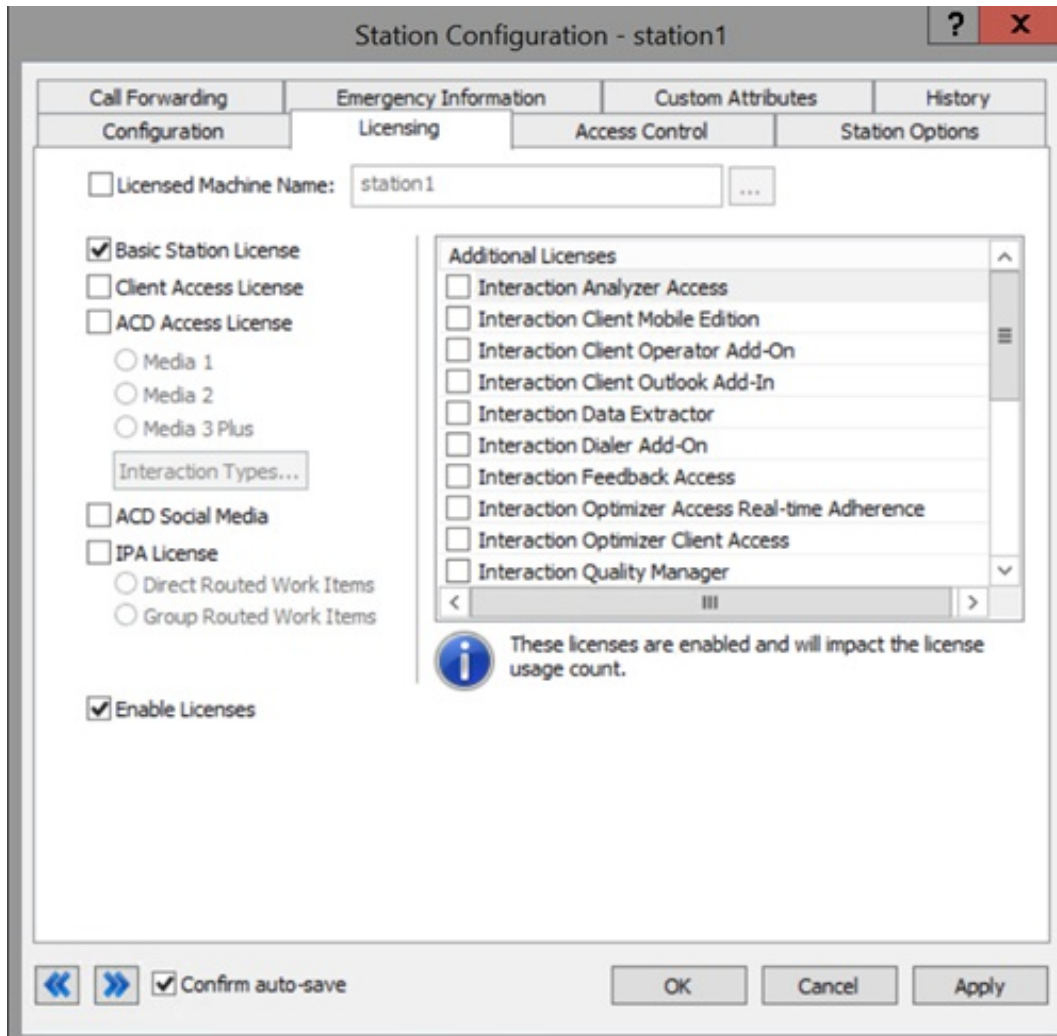 Station Configuration - station1
?
X
Call Forwarding
Emergency Information
Custom Attributes
History
Configuration
Licensing
Access Control
Station Options
Licensed Machine Name:
station1
...
Basic Station License
Client Access License
ACD Access License
Media 1
Media 2
Media 3 Plus
Interaction Types...
ACD Social Media
IPA License
Direct Routed Work Items
Group Routed Work Items
Enable Licenses
Additional Licenses
Interaction Analyzer Access
Interaction Client Mobile Edition
Interaction Client Operator Add-On
Interaction Client Outlook Add-In
Interaction Data Extractor
Interaction Dialer Add-On
Interaction Feedback Access
Interaction Optimizer Access Real-time Adherence
Interaction Optimizer Client Access
Interaction Quality Manager
These licenses are enabled and will impact the license
usage count.
Confirm auto-save
OK
Cancel
Apply